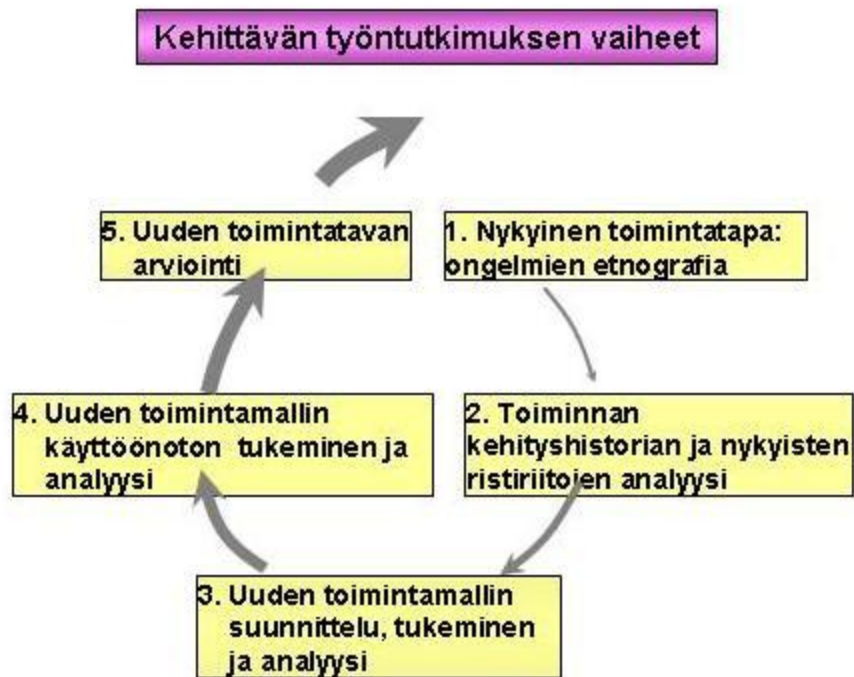 Kehittävän työntutkimuksen vaiheet
1. Nykyinen toimintatapa:
ongelmien etnografia
2. Toiminnan
kehityshistorian ja nykyisten
ristiriitojen analyysi
3. Uuden toimintamallin
suunnittelu, tukeminen
ja analyysi
4. Uuden toimintamallin
käyttöönoton tukeminen ja
analyysi
5. Uuden toimintatavan
arviointi